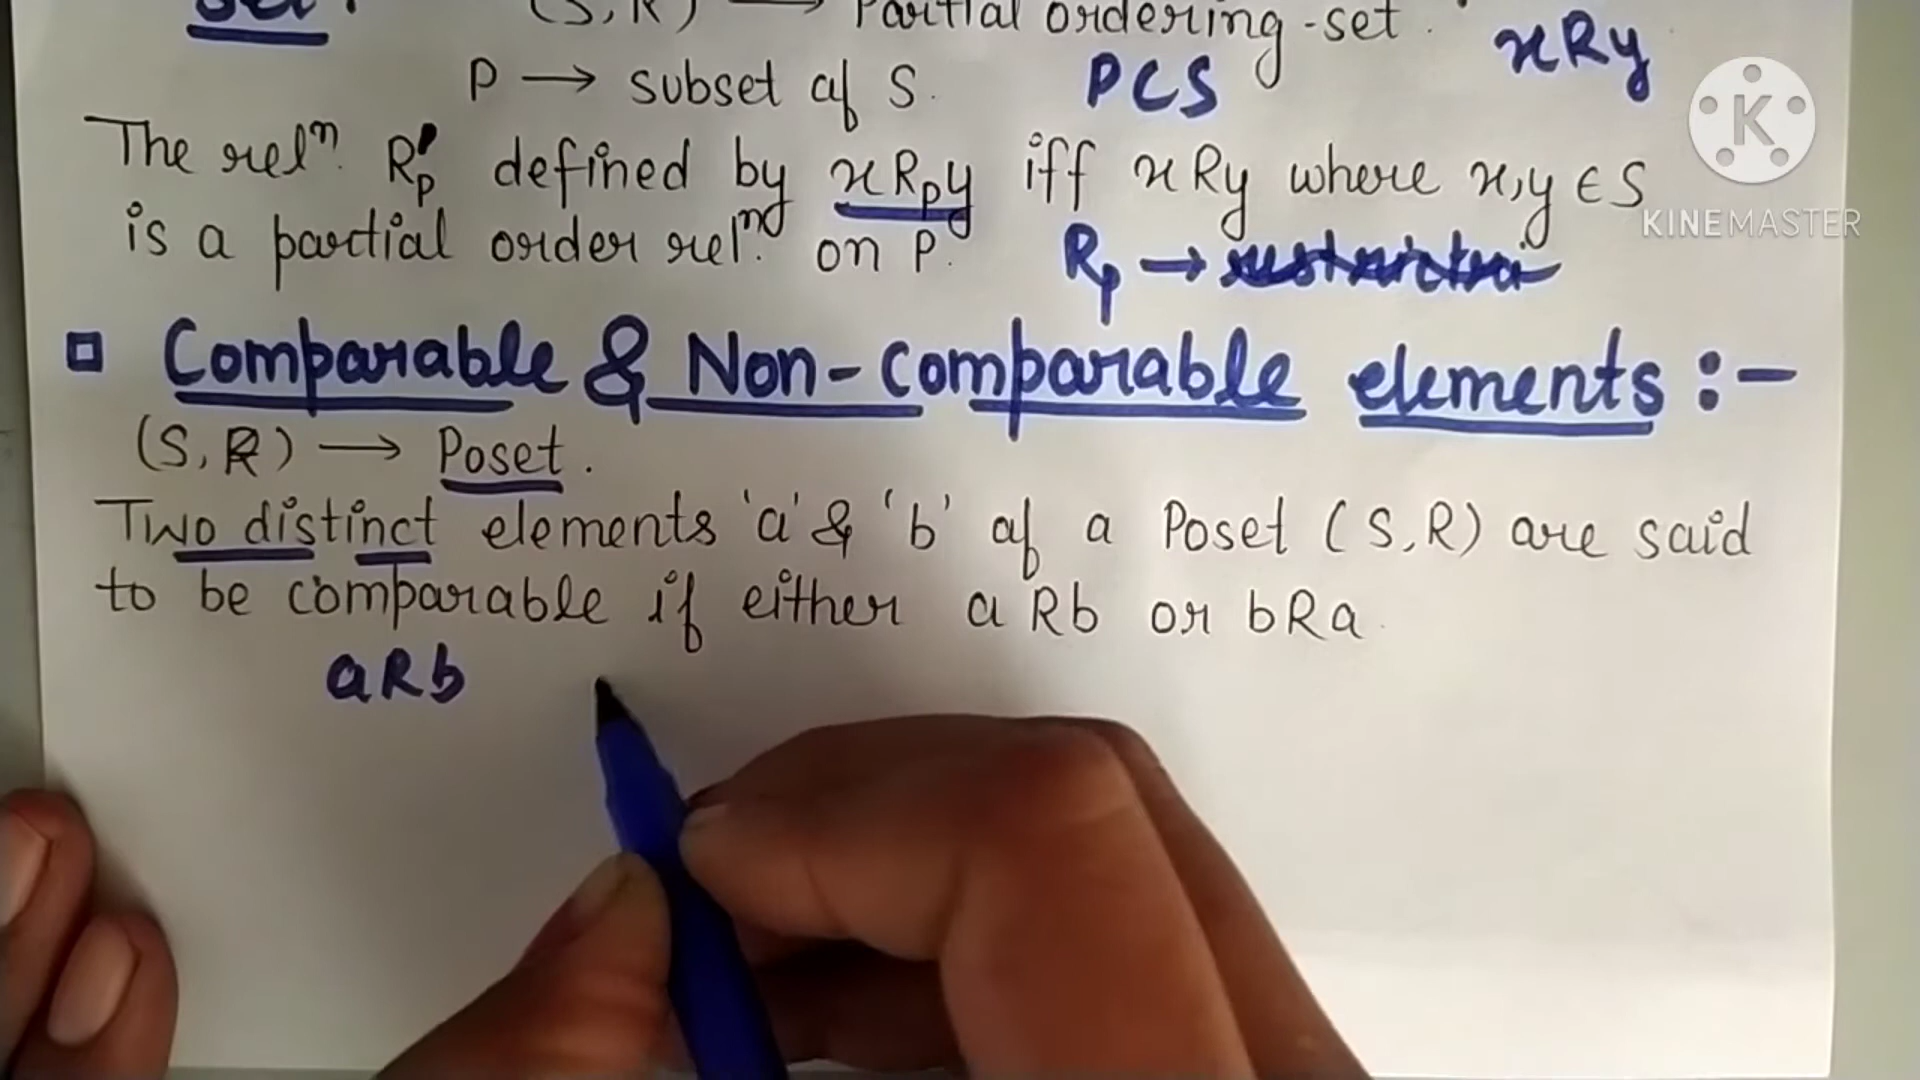 Set: (S, R) → Partial ordering-set.
xRy
P → subset of S. PCS
The relⁿ. R'p defined by xRpy iff xRy where x,y ∈ S
is a partial order relⁿ. on P. Rp →
□ Comparable & Non-comparable elements :-
(S, R) → Poset.
Two distinct elements 'a' & 'b' of a Poset (S, R) are said
to be comparable if either a R b or b R a.
aRb
K
KINEMASTER